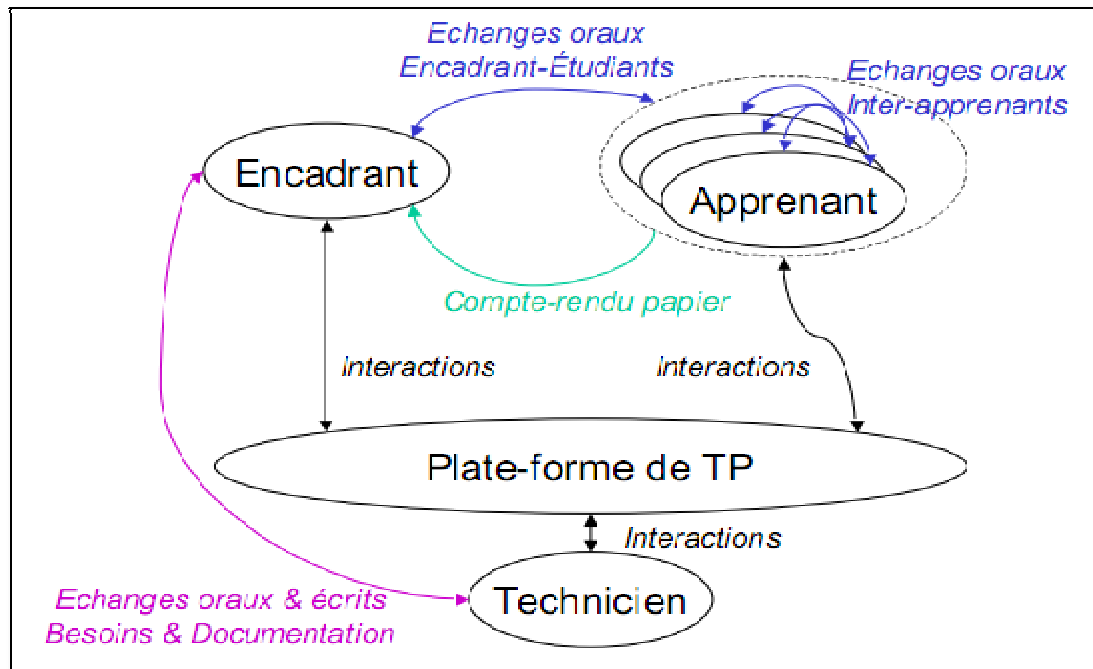 Echanges oraux
Encadrant-Étudiants
Echanges oraux
Inter-apprenants
Encadrant
Apprenant
Compte-rendu papier
Interactions
Interactions
Plate-forme de TP
Interactions
Technicien
Echanges oraux & écrits
Besoins & Documentation